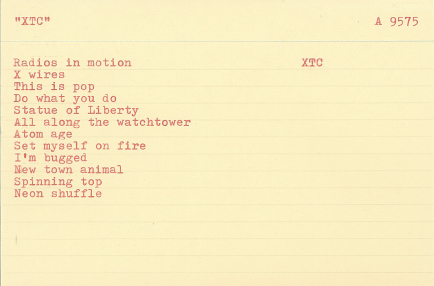 "XTC" A 9575
Radios in motion XTC
X wires
This is pop
Do what you do
Statue of Liberty
All along the watchtower
Atom age
Set myself on fire
I'm bugged
New town animal
Spinning top
Neon shuffle